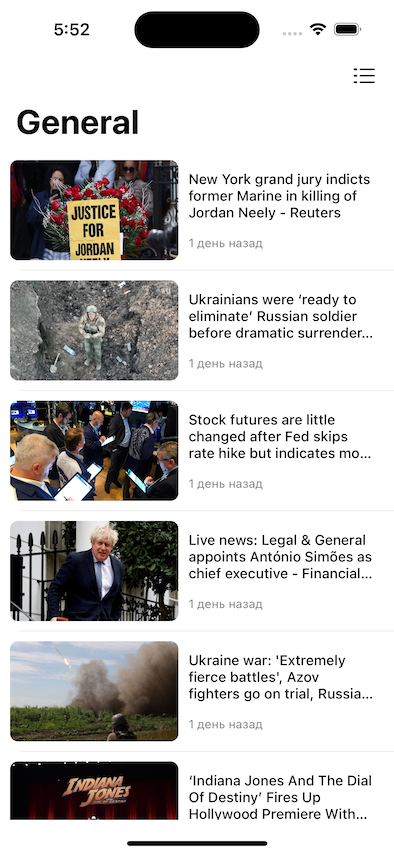 5:52
General
JUSTICE
FOR
JORDAN
NEELY
New York grand jury indicts
former Marine in killing of
Jordan Neely - Reuters
1 день назад
Ukrainians were ‘ready to
eliminate’ Russian soldier
before dramatic surrender...
1 день назад
Stock futures are little
changed after Fed skips
rate hike but indicates mo...
1 день назад
Live news: Legal & General
appoints António Simões as
chief executive - Financial...
1 день назад
Ukraine war: 'Extremely
fierce battles', Azov
fighters go on trial, Russia...
1 день назад
INDIANA
JONES
‘Indiana Jones And The Dial
Of Destiny’ Fires Up
Hollywood Premiere With...